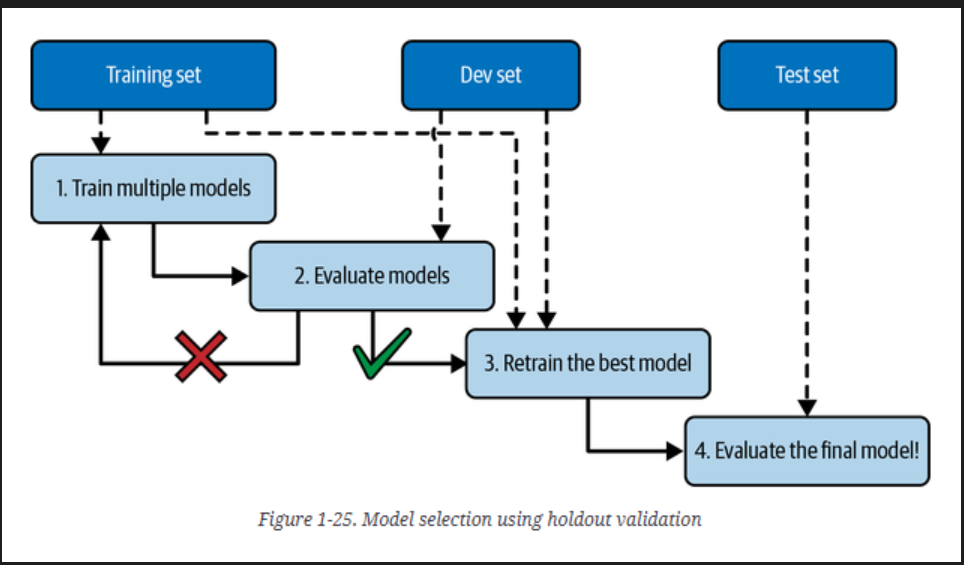 Training set
Dev set
Test set
1. Train multiple models
2. Evaluate models
3. Retrain the best model
4. Evaluate the final model!
Figure 1-25. Model selection using holdout validation